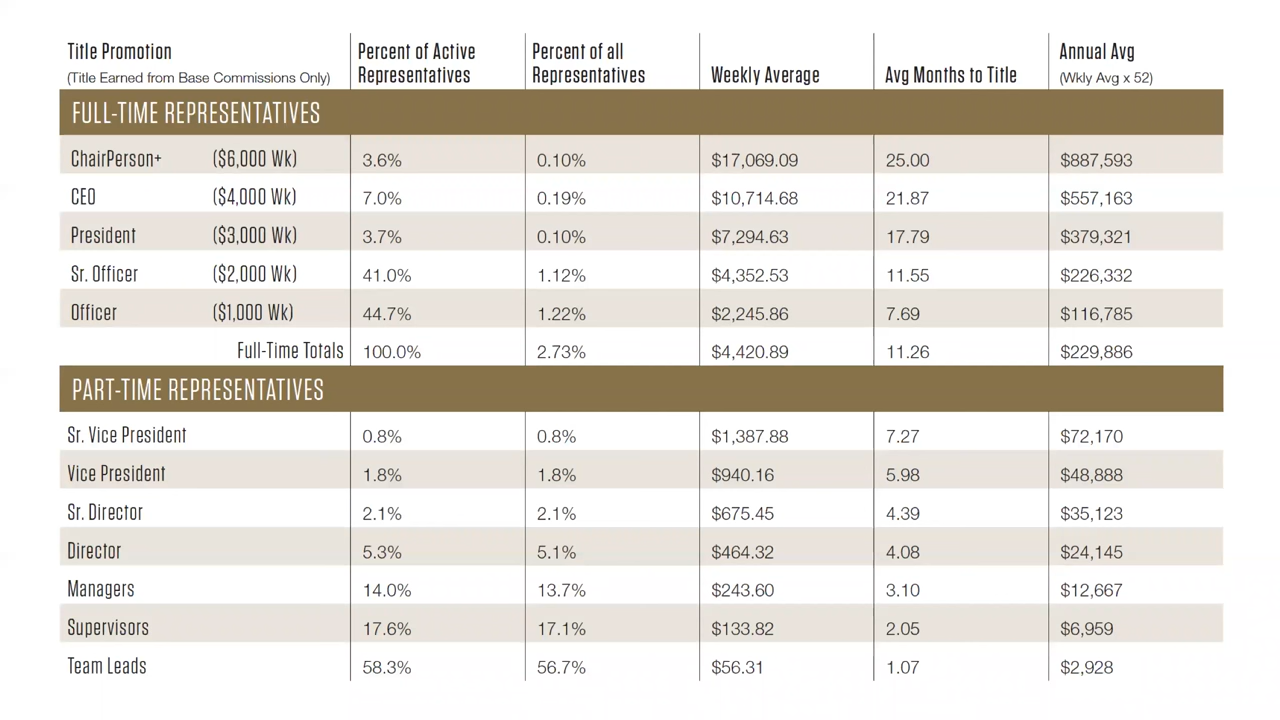 Title Promotion
(Title Earned from Base Commissions Only)
Percent of Active
Representatives
Percent of all
Representatives
Weekly Average
Avg Months to Title
Annual Avg
(Wkly Avg x 52)
FULL-TIME REPRESENTATIVES
ChairPerson+ ($6,000 Wk) 3.6% 0.10% $17,069.09 25.00 $887,593
CEO ($4,000 Wk) 7.0% 0.19% $10,714.68 21.87 $557,163
President ($3,000 Wk) 3.7% 0.10% $7,294.63 17.79 $379,321
Sr. Officer ($2,000 Wk) 41.0% 1.12% $4,352.53 11.55 $226,332
Officer ($1,000 Wk) 44.7% 1.22% $2,245.86 7.69 $116,785
Full-Time Totals 100.0% 2.73% $4,420.89 11.26 $229,886
PART-TIME REPRESENTATIVES
Sr. Vice President 0.8% 0.8% $1,387.88 7.27 $72,170
Vice President 1.8% 1.8% $940.16 5.98 $48,888
Sr. Director 2.1% 2.1% $675.45 4.39 $35,123
Director 5.3% 5.1% $464.32 4.08 $24,145
Managers 14.0% 13.7% $243.60 3.10 $12,667
Supervisors 17.6% 17.1% $133.82 2.05 $6,959
Team Leads 58.3% 56.7% $56.31 1.07 $2,928